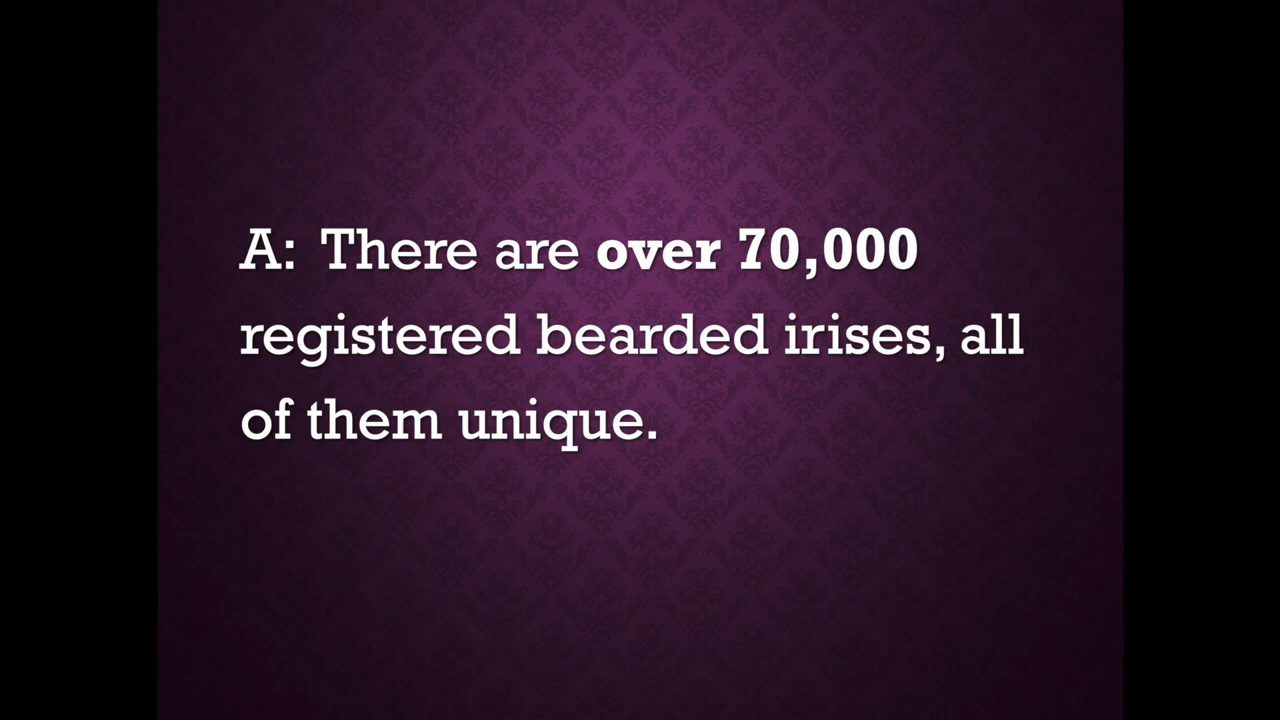 A: There are over 70,000
registered bearded irises, all
of them unique.